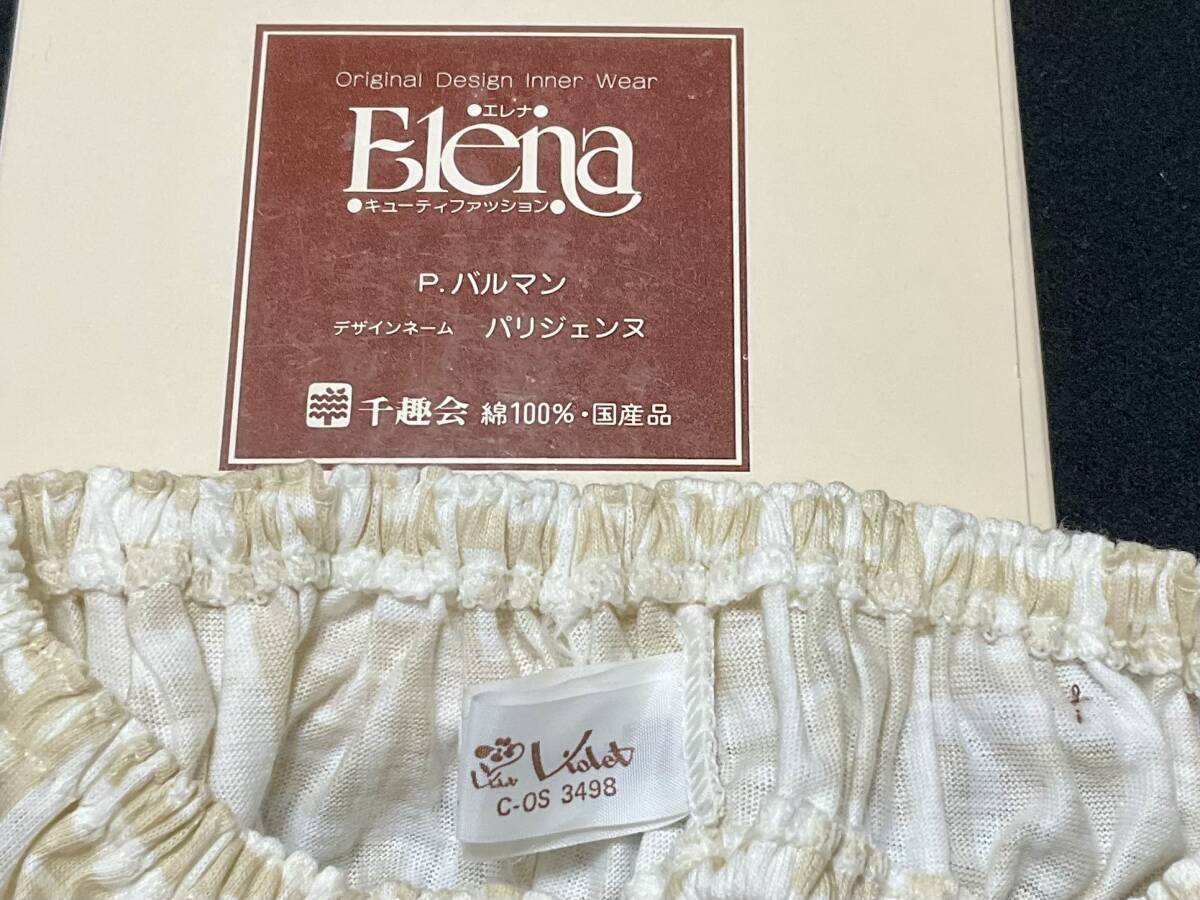 Original Design Inner Wear
●エレナ●
Elena
●キューティファッション●
P.バルマン
デザインネーム パリジェンヌ
千趣会 綿100%・国産品
Violet
C-OS 3498